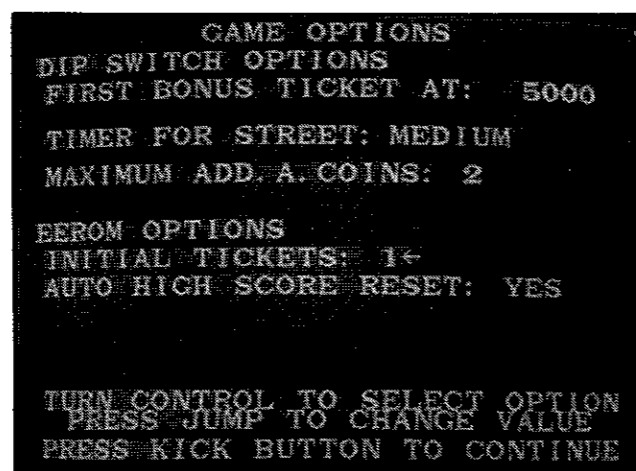 GAME OPTIONS
DIP SWITCH OPTIONS
FIRST BONUS TICKET AT: 5000
TIMER FOR STREET: MEDIUM
MAXIMUM ADD.A.COINS: 2
EEROM OPTIONS
INITIAL TICKETS: 1←
AUTO HIGH SCORE RESET: YES
TURN CONTROL TO SELECT OPTION
PRESS JUMP TO CHANGE VALUE
PRESS KICK BUTTON TO CONTINUE